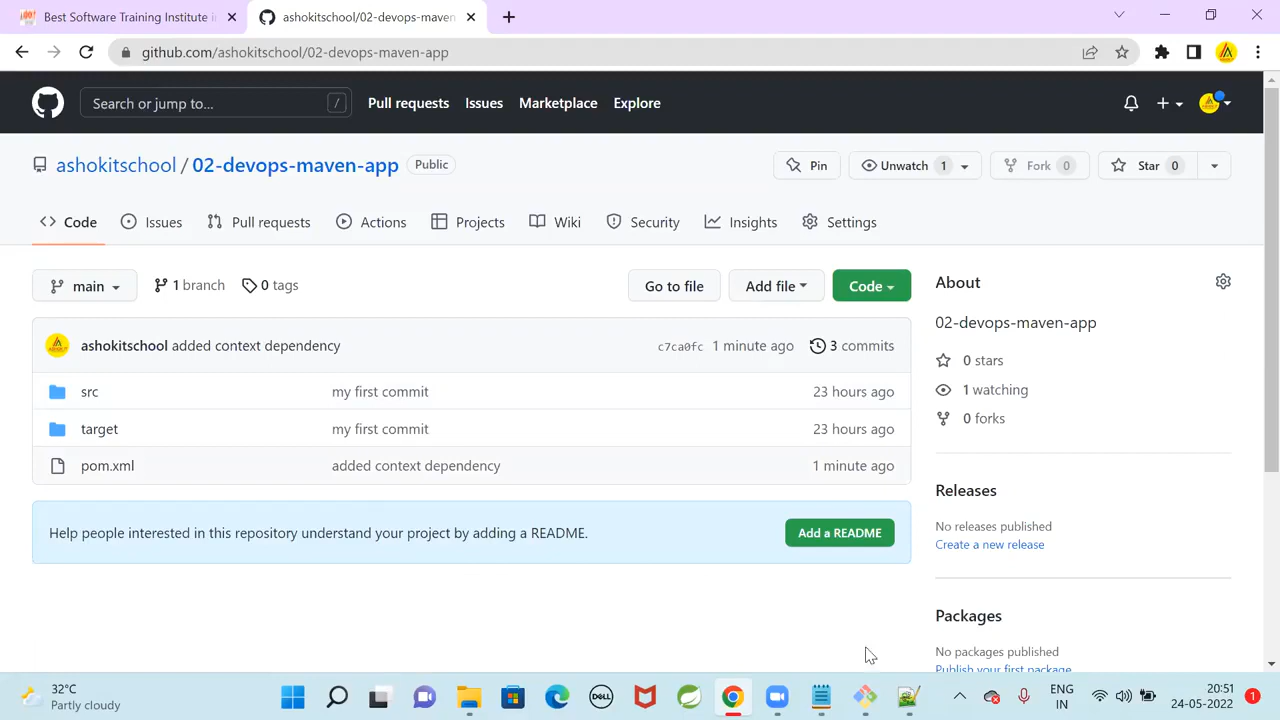 Best Software Training Institute i
ashokitschool/02-devops-maven
github.com/ashokitschool/02-devops-maven-app
Search or jump to...
/
Pull requests
Issues
Marketplace
Explore
ashokitschool / 02-devops-maven-app
Public
Pin
Unwatch 1
Fork 0
Star 0
Code
Issues
Pull requests
Actions
Projects
Wiki
Security
Insights
Settings
main
1 branch
0 tags
Go to file
Add file
Code
About
02-devops-maven-app
ashokitschool added context dependency
c7ca0fc 1 minute ago
3 commits
src my first commit 23 hours ago
target my first commit 23 hours ago
pom.xml added context dependency 1 minute ago
0 stars
1 watching
0 forks
Help people interested in this repository understand your project by adding a README.
Add a README
Releases
No releases published
Create a new release
Packages
No packages published
Publish your first package
32°C
Partly cloudy
DELL
ENG
IN
20:51
24-05-2022
1